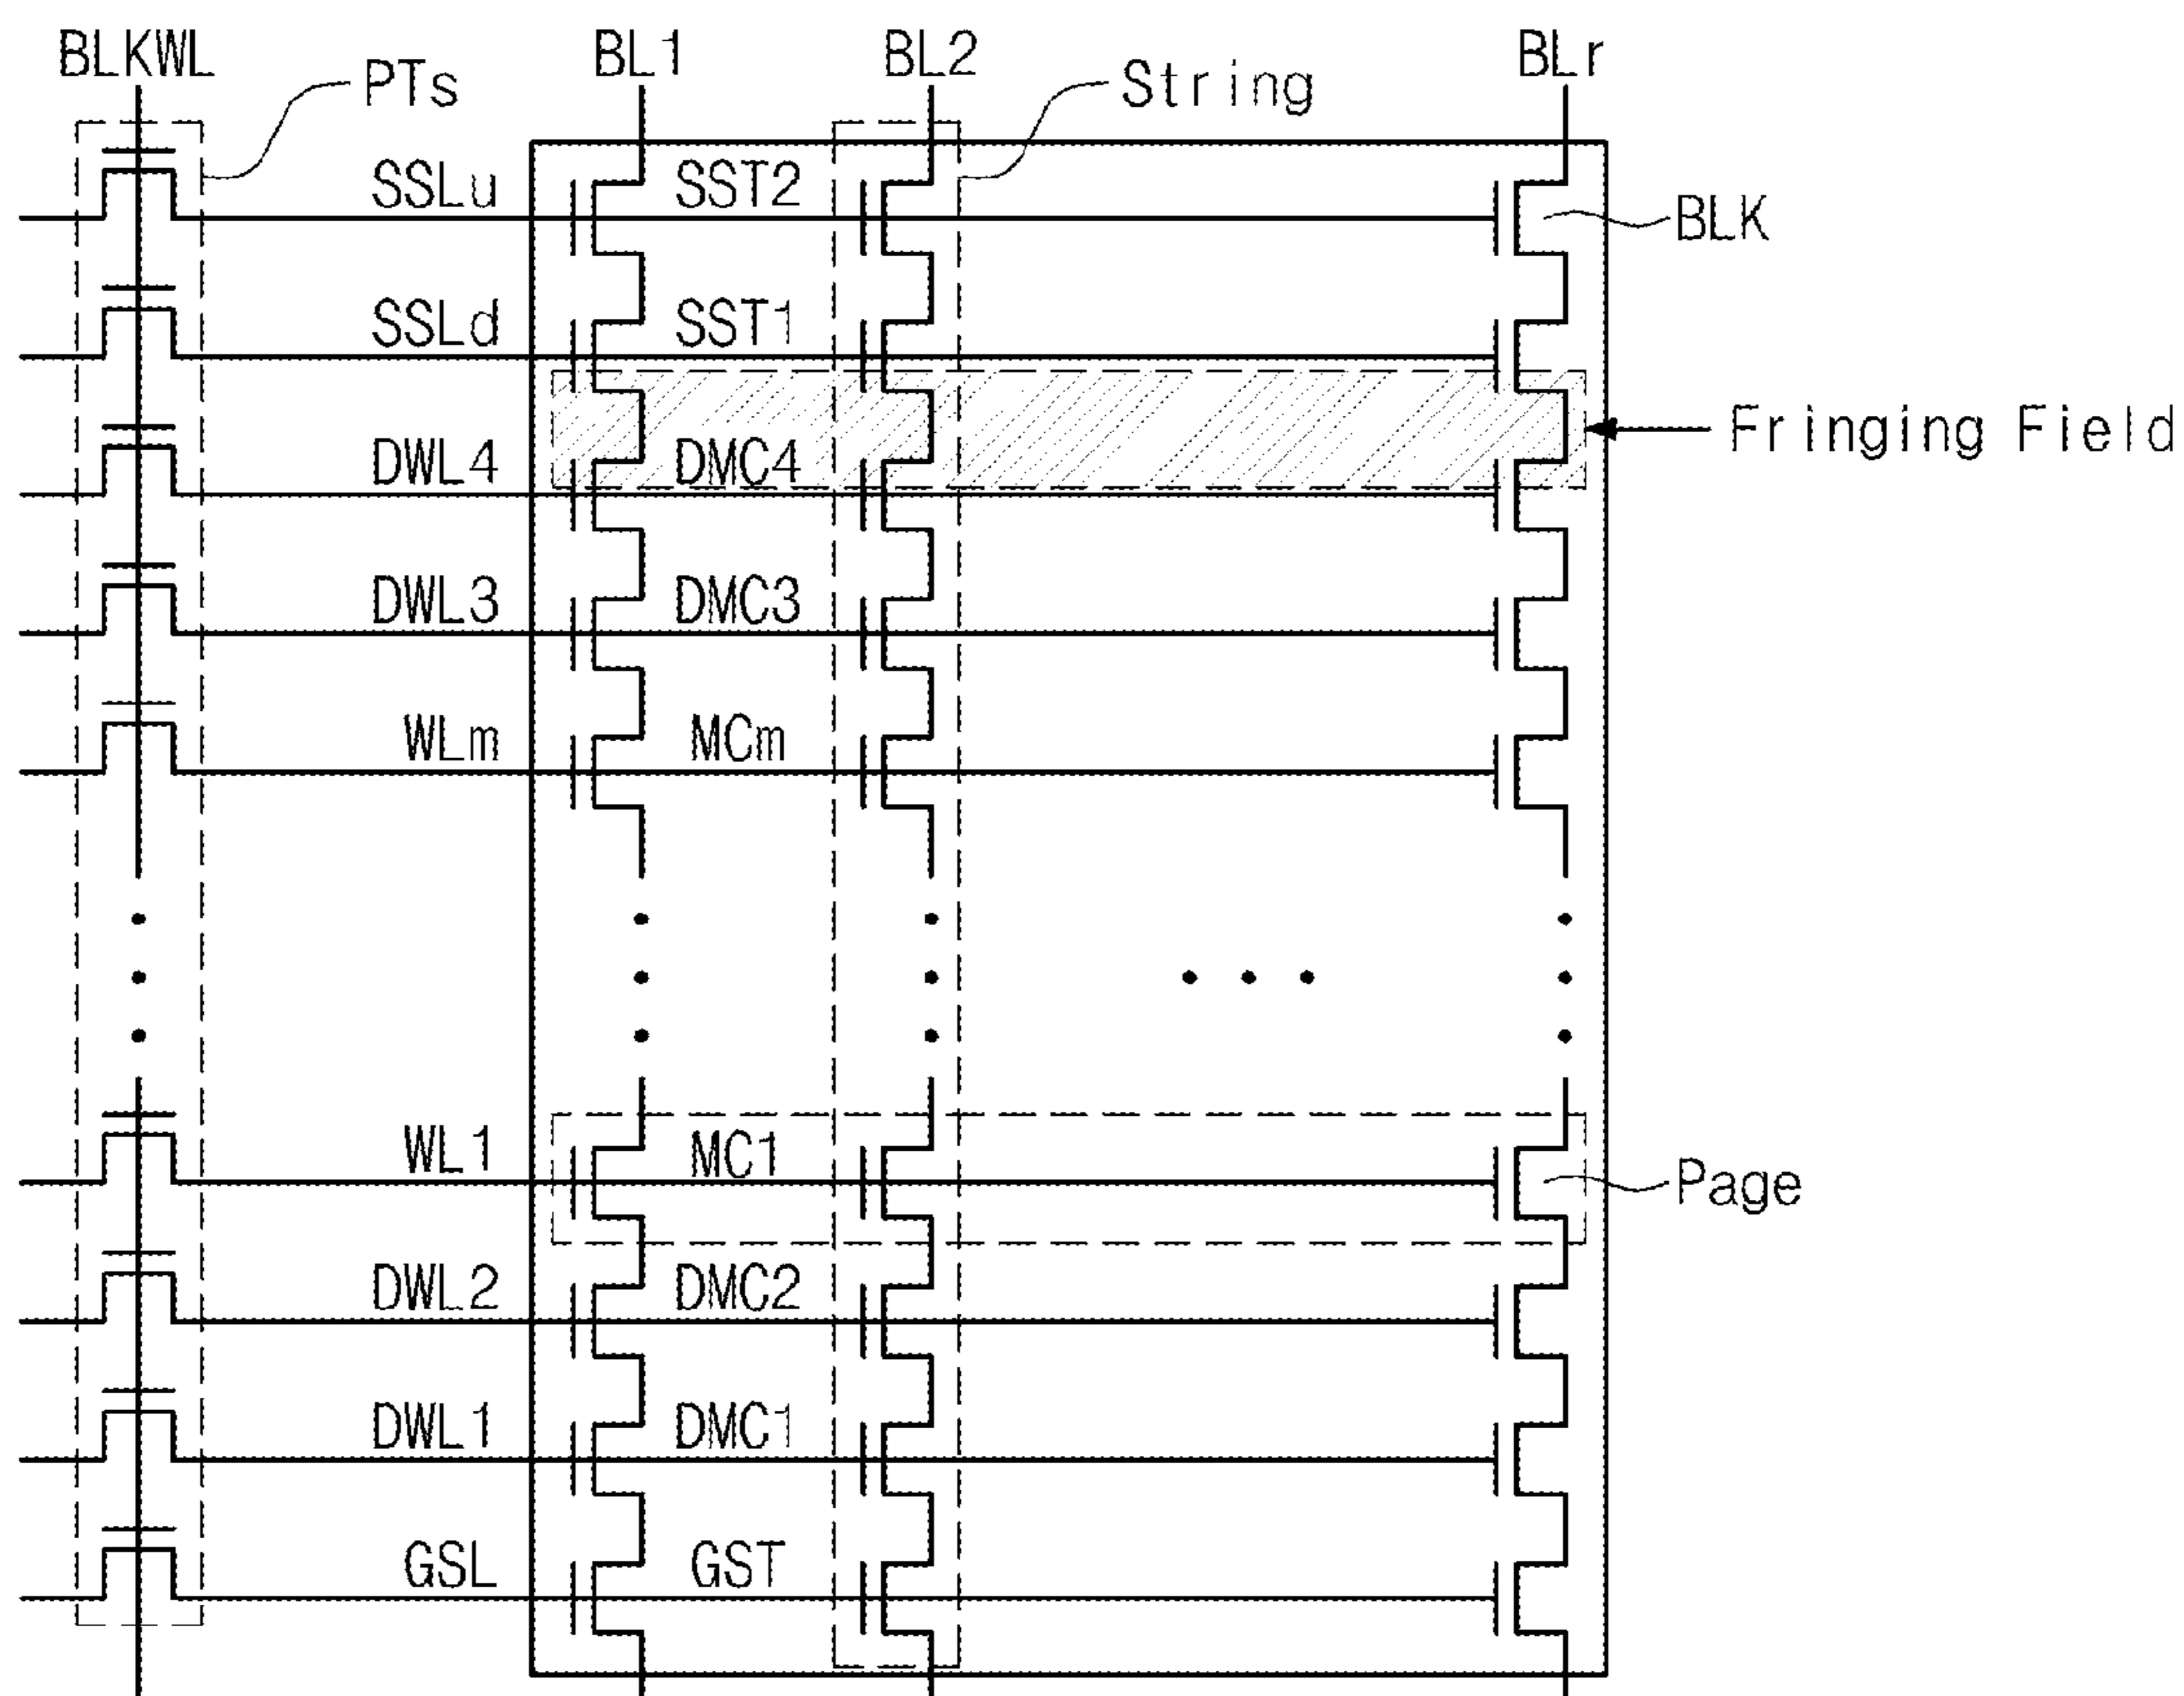 BLKWL
PTs
BL1
BL2
String
BLr
SSLu
SST2
BLK
SSLd
SST1
DWL4
DMC4
Fringing Field
DWL3
DMC3
WLm
MCm
WL1
MC1
Page
DWL2
DMC2
DWL1
DMC1
GSL
GST